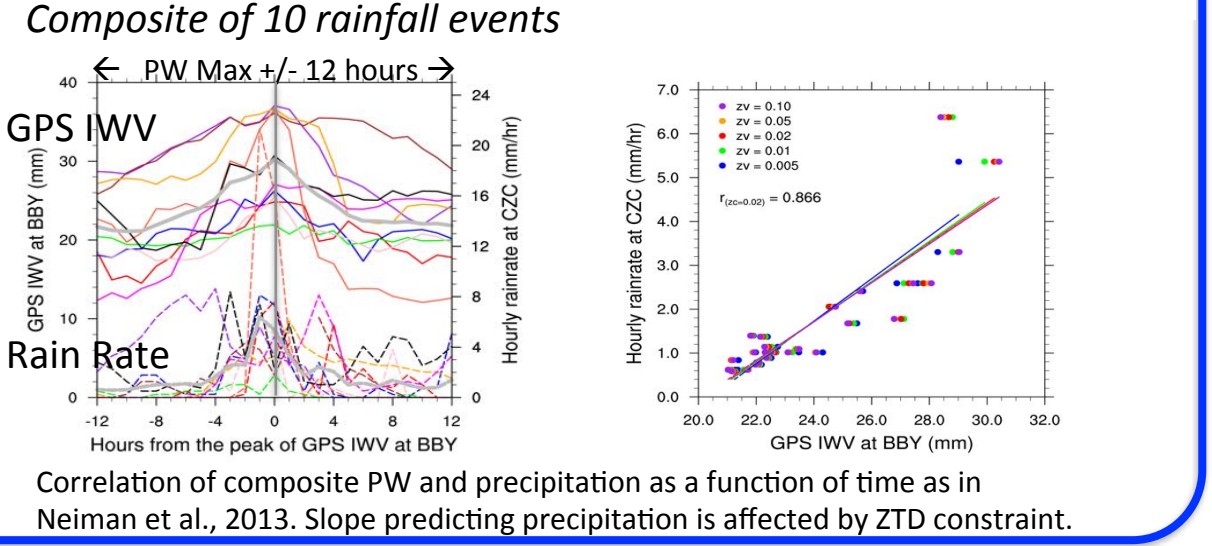 Composite of 10 rainfall events
← PW Max +/- 12 hours →
GPS IWV
Rain Rate
40
30
20
10
0
GPS IWV at BBY (mm)
24
20
16
12
8
4
0
Hourly rainrate at CZC (mm/hr)
-12 -8 -4 0 4 8 12
Hours from the peak of GPS IWV at BBY
7.0
6.0
5.0
4.0
3.0
2.0
1.0
0.0
Hourly rainrate at CZC (mm/hr)
zv = 0.10
zv = 0.05
zv = 0.02
zv = 0.01
zv = 0.005
r(zc=0.02) = 0.866
20.0 22.0 24.0 26.0 28.0 30.0 32.0
GPS IWV at BBY (mm)
Correlation of composite PW and precipitation as a function of time as in
Neiman et al., 2013. Slope predicting precipitation is affected by ZTD constraint.